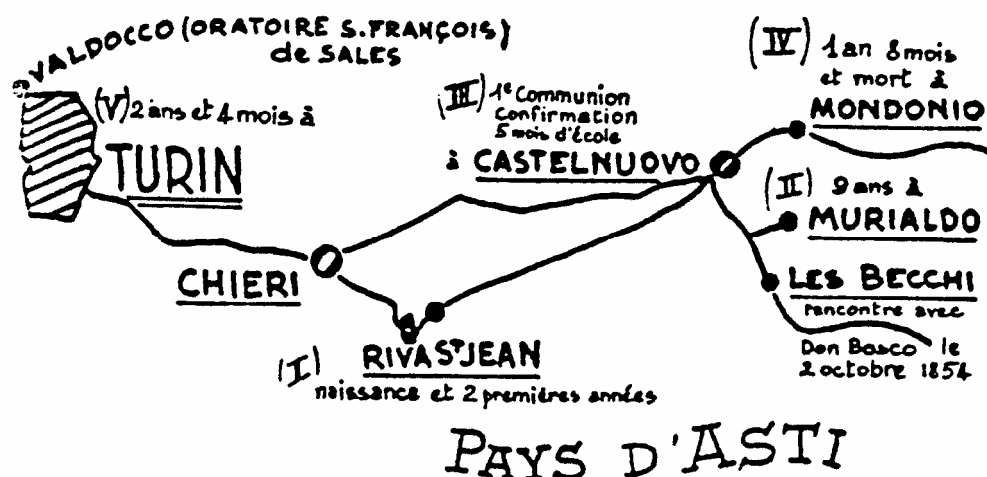 VALDOCCO (ORATOIRE S. FRANÇOIS)
de SALES
(V) 2 ans et 4 mois à
TURIN
CHIERI
(I)
RIVA ST JEAN
naissance et 2 premières années
(III) 1e Communion
Confirmation
5 mois d'école
à CASTELNUOVO
(IV) 1 an 8 mois
et mort à
MONDONIO
(II) 9 ans à
MURIALDO
LES BECCHI
rencontre avec
Don Bosco le
2 octobre 1854
PAYS D'ASTI